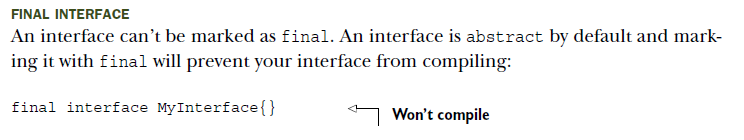 FINAL INTERFACE
An interface can't be marked as final. An interface is abstract by default and mark-
ing it with final will prevent your interface from compiling:
final interface MyInterface{}
Won't compile